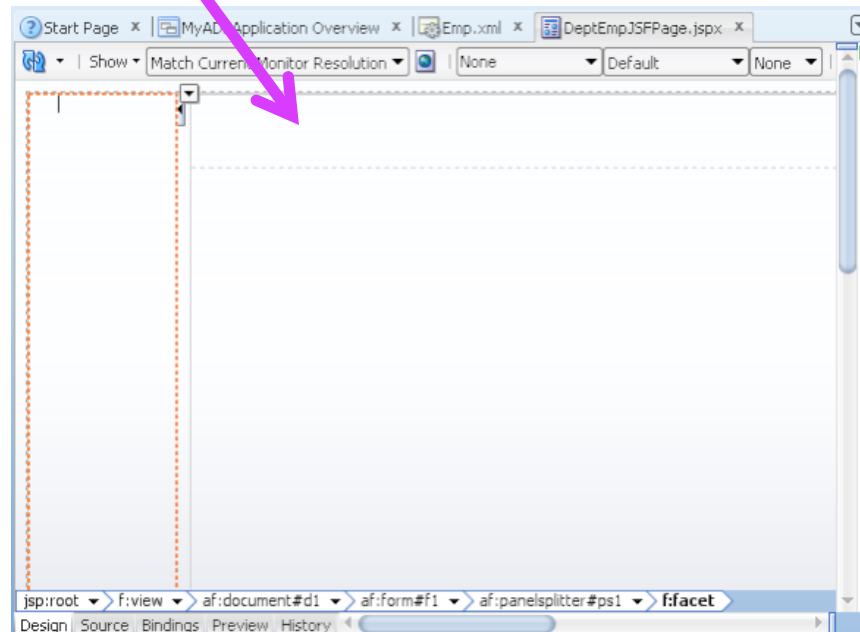 Start Page MyAD Application Overview Emp.xml DeptEmpJSFPage.jspx
Show Match Current Monitor Resolution None Default None
jsp:root f:view af:document#d1 af:form#f1 af:panelsplitter#ps1 f:facet
Design Source Bindings Preview History